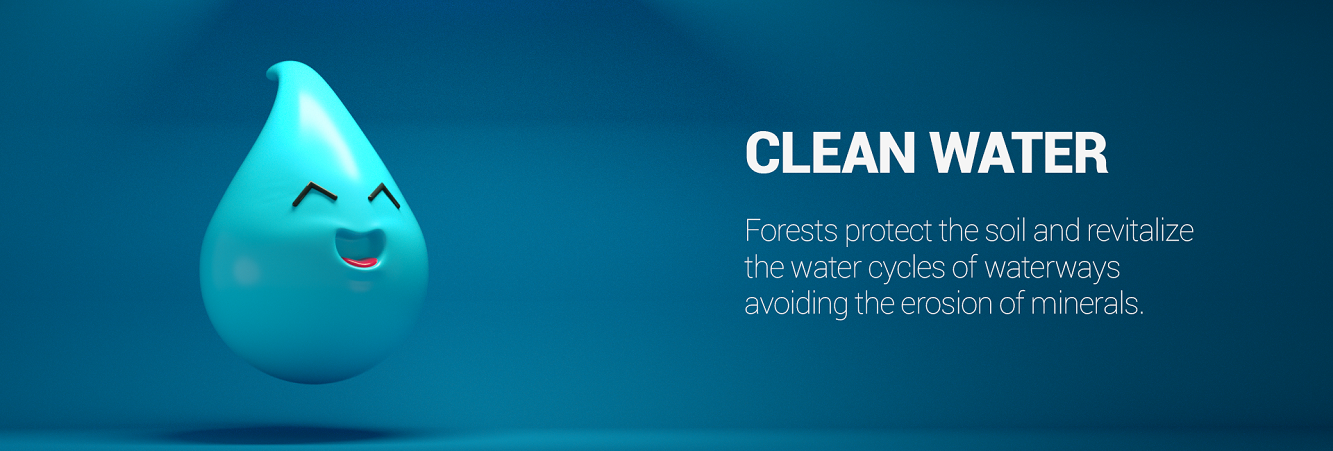 CLEAN WATER
Forests protect the soil and revitalize
the water cycles of waterways
avoiding the erosion of minerals.